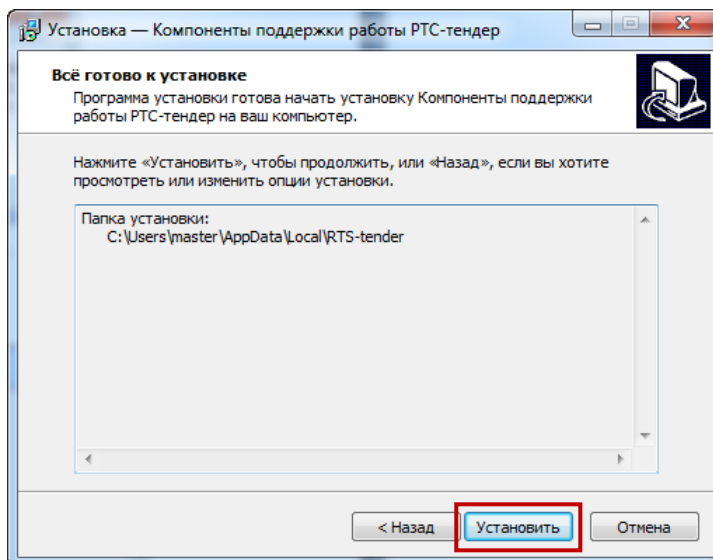 Установка — Компоненты поддержки работы РТС-тендер
Всё готово к установке
Программа установки готова начать установку Компоненты поддержки
работы РТС-тендер на ваш компьютер.
Нажмите «Установить», чтобы продолжить, или «Назад», если вы хотите
просмотреть или изменить опции установки.
Папка установки:
C:\Users\master\AppData\Local\RTS-tender
< Назад Установить Отмена